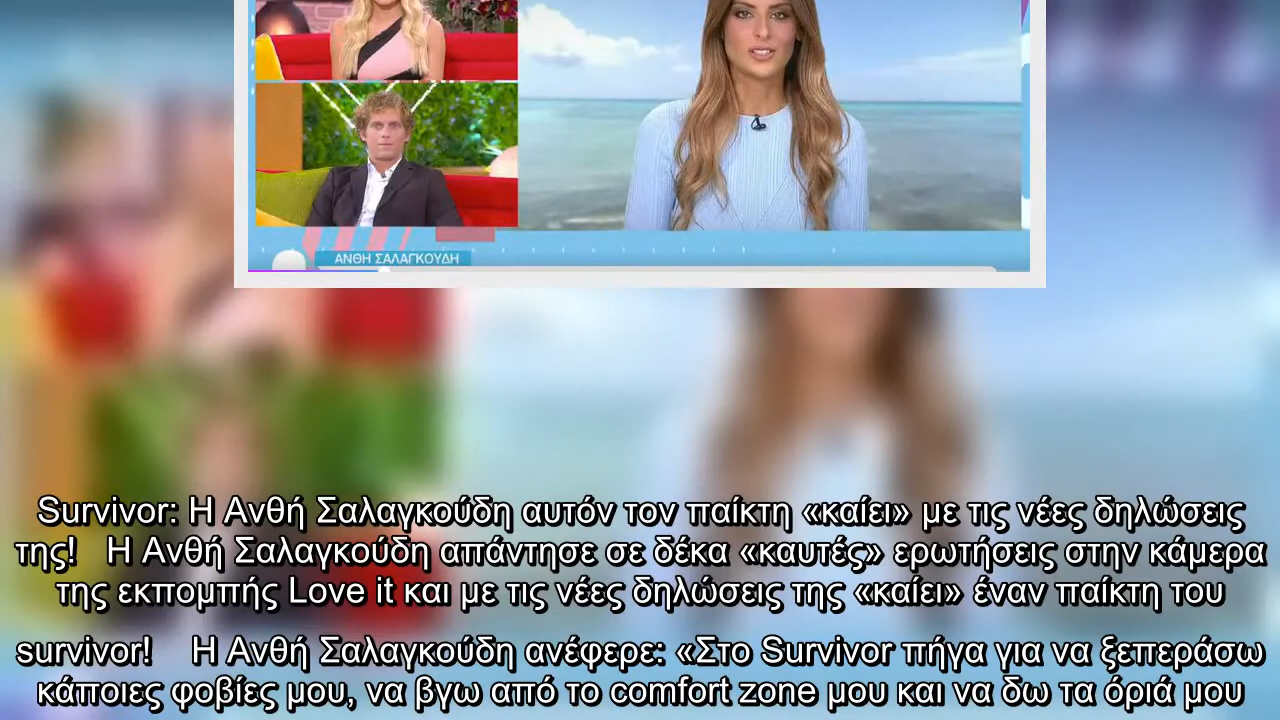 ΑΝΘΗ ΣΑΛΑΓΚΟΥΔΗ
Survivor: Η Ανθή Σαλαγκούδη αυτόν τον παίκτη «καίει» με τις νέες δηλώσεις
της!   Η Ανθή Σαλαγκούδη απάντησε σε δέκα «καυτές» ερωτήσεις στην κάμερα
της εκπομπής Love it και με τις νέες δηλώσεις της «καίει» έναν παίκτη του
survivor!    Η Ανθή Σαλαγκούδη ανέφερε: «Στο Survivor πήγα για να ξεπεράσω
κάποιες φοβίες μου, να βγω από το comfort zone μου και να δω τα όριά μου